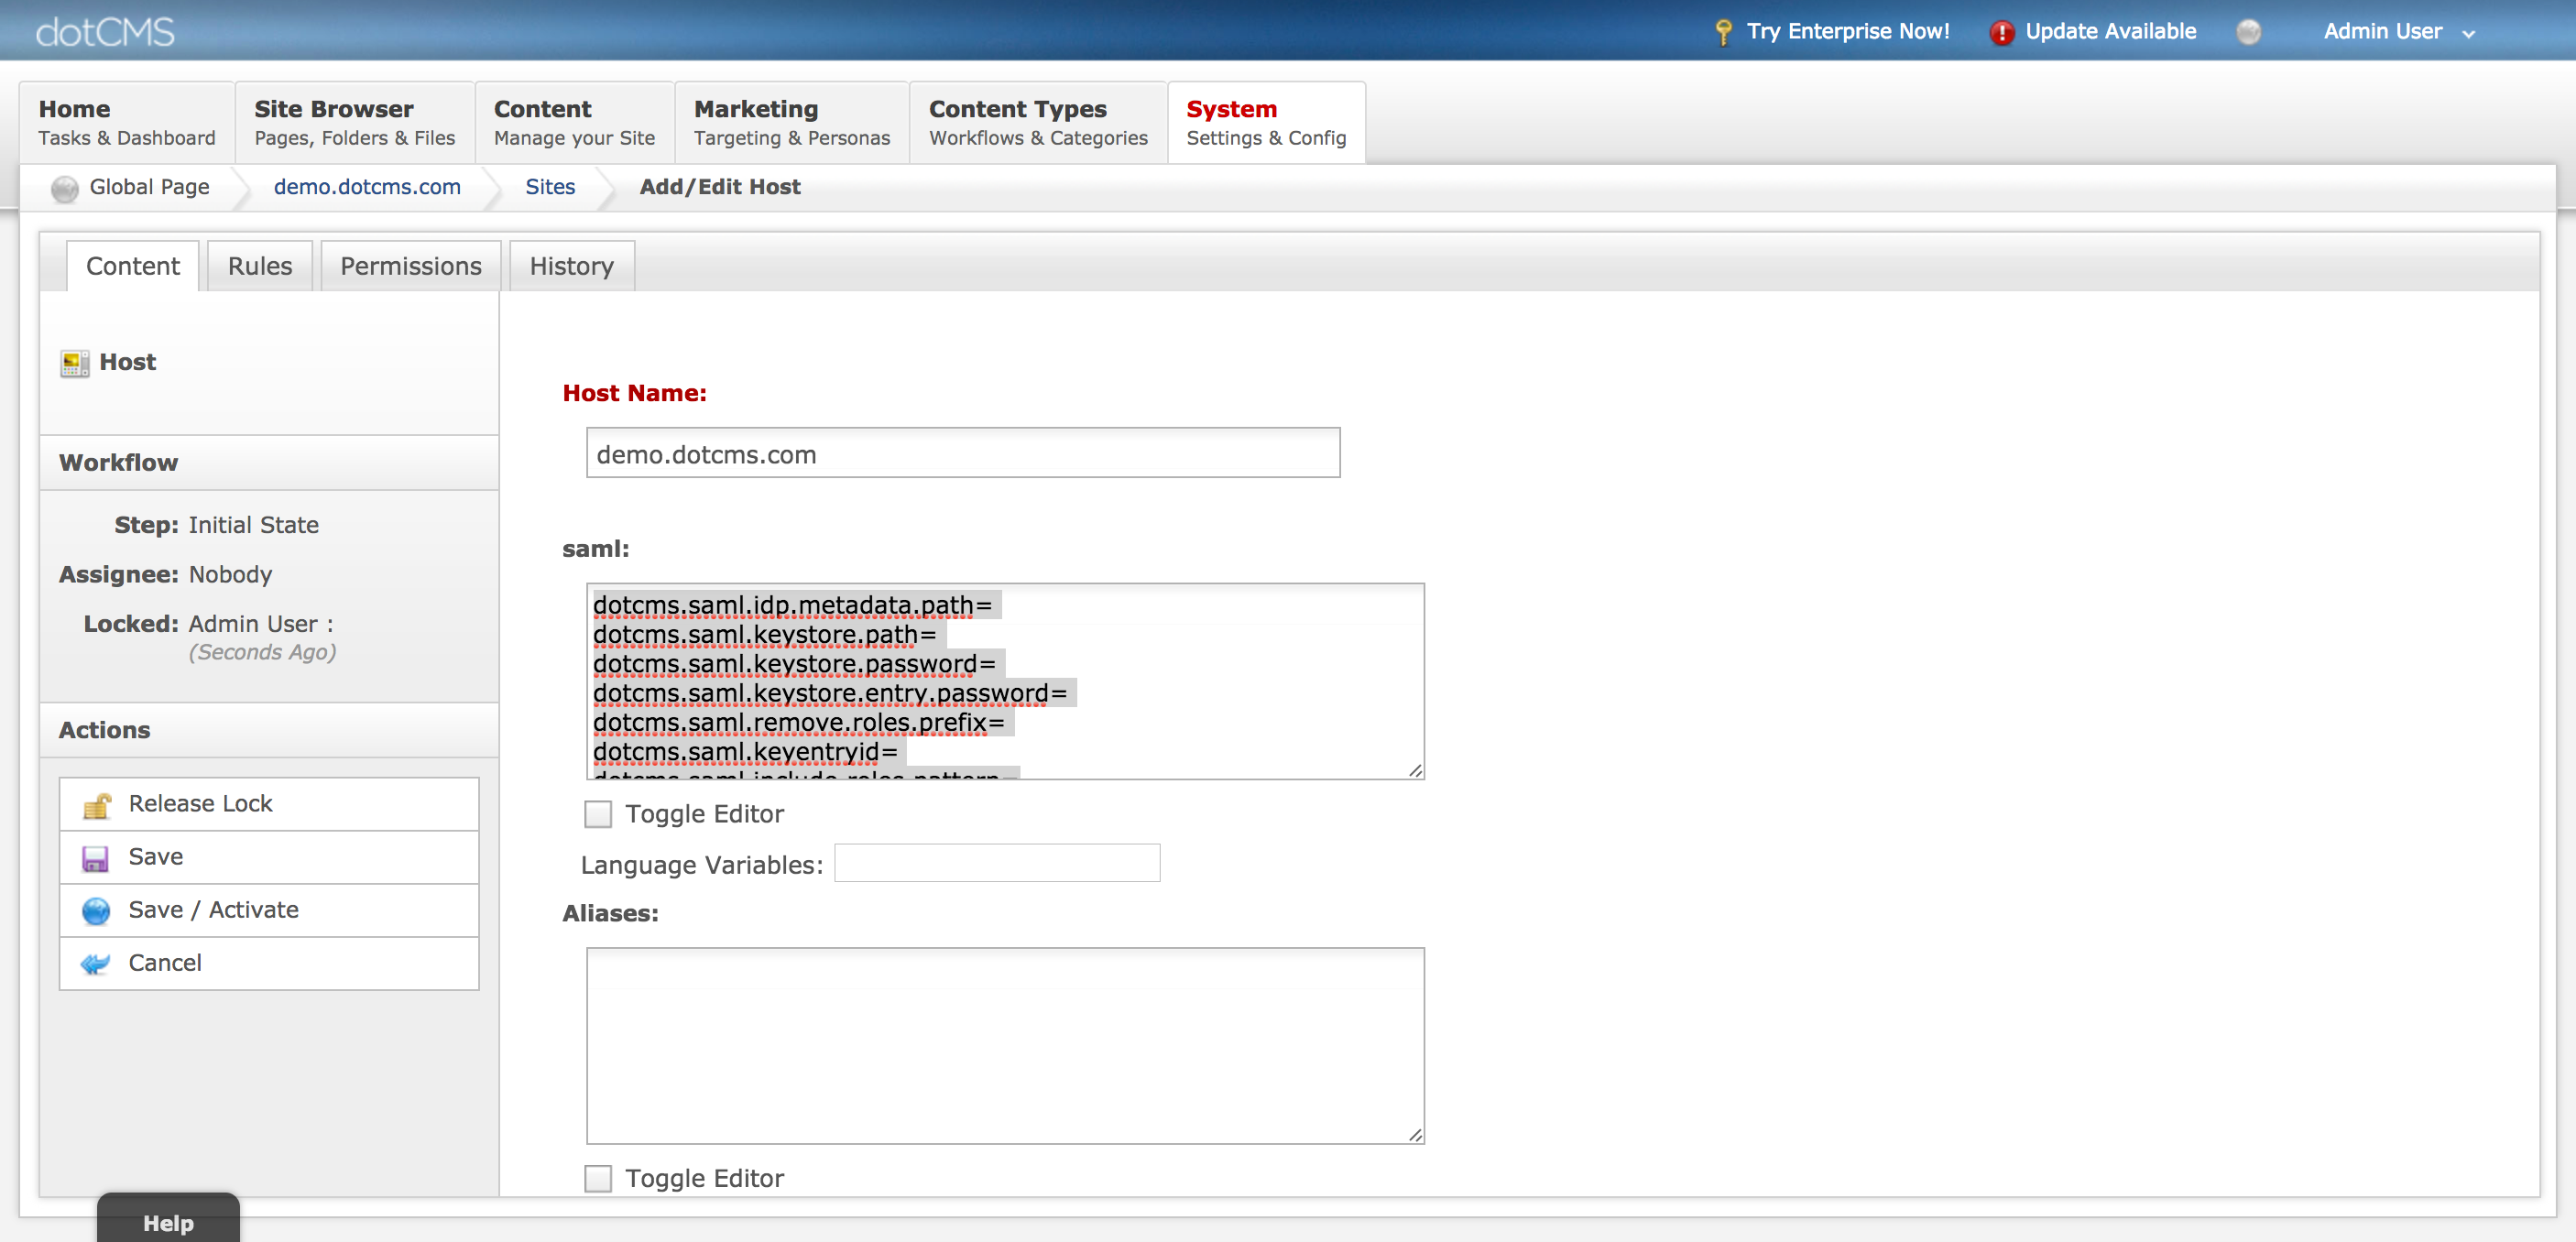 dotCMS
Try Enterprise Now!
Update Available
Admin User
Home
Tasks & Dashboard
Site Browser
Pages, Folders & Files
Content
Manage your Site
Marketing
Targeting & Personas
Content Types
Workflows & Categories
System
Settings & Config
Global Page
demo.dotcms.com
Sites
Add/Edit Host
Content
Rules
Permissions
History
Host
Workflow
Step: Initial State
Assignee: Nobody
Locked: Admin User :
(Seconds Ago)
Actions
Release Lock
Save
Save / Activate
Cancel
Host Name:
demo.dotcms.com
saml:
dotcms.saml.idp.metadata.path=
dotcms.saml.keystore.path=
dotcms.saml.keystore.password=
dotcms.saml.keystore.entry.password=
dotcms.saml.remove.roles.prefix=
dotcms.saml.keyentryid=
dotcms.saml.include.roles.pattern=
Toggle Editor
Language Variables:
Aliases:
Toggle Editor
Help